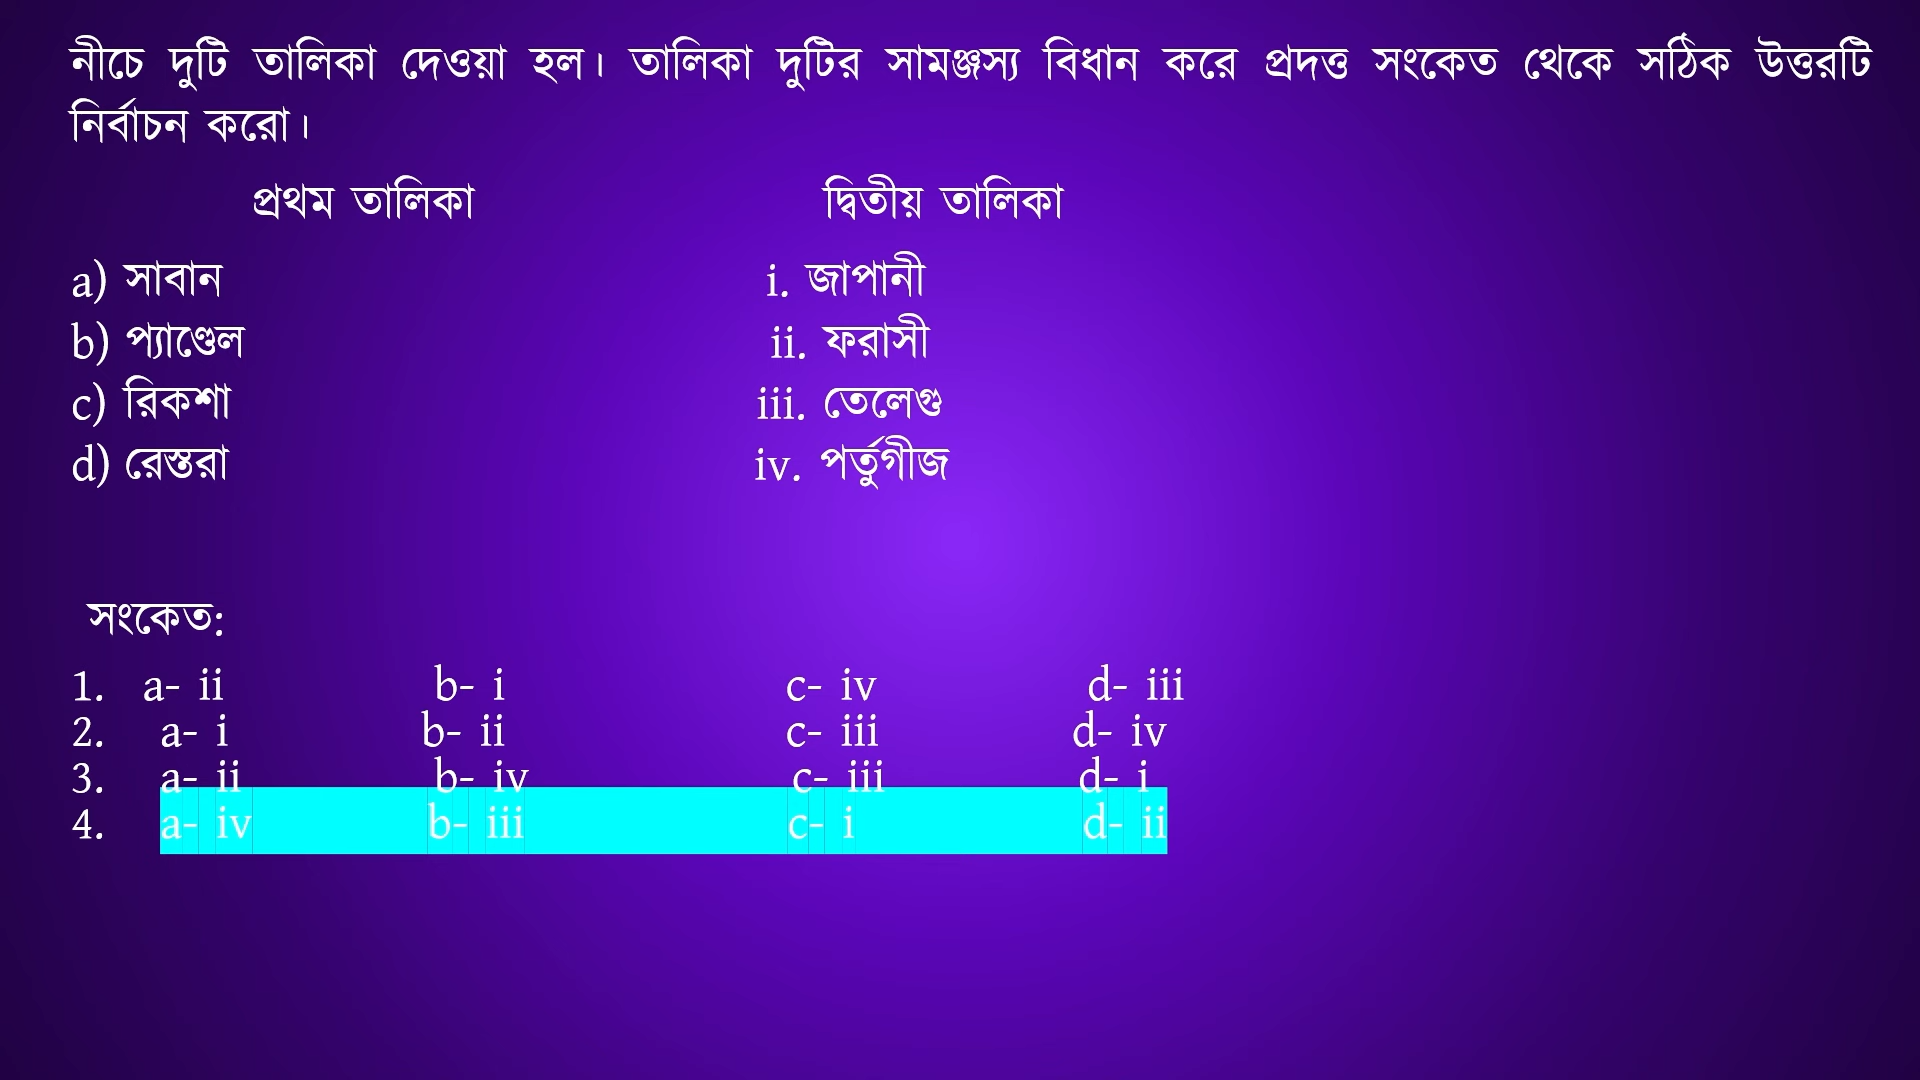 নীচে দুটি তালিকা দেওয়া হল। তালিকা দুটির সামঞ্জস্য বিধান করে প্রদত্ত সংকেত থেকে সঠিক উত্তরটি
নির্বাচন করো।
প্রথম তালিকা দ্বিতীয় তালিকা
a) সাবান i. জাপানী
b) প্যাণ্ডেল ii. ফরাসী
c) রিকশা iii. তেলেগু
d) রেস্তরা iv. পর্তুগীজ
সংকেত:
1. a- ii b- i c- iv d- iii
2. a- i b- ii c- iii d- iv
3. a- ii b- iv c- iii d- i
4. a- iv b- iii c- i d- ii